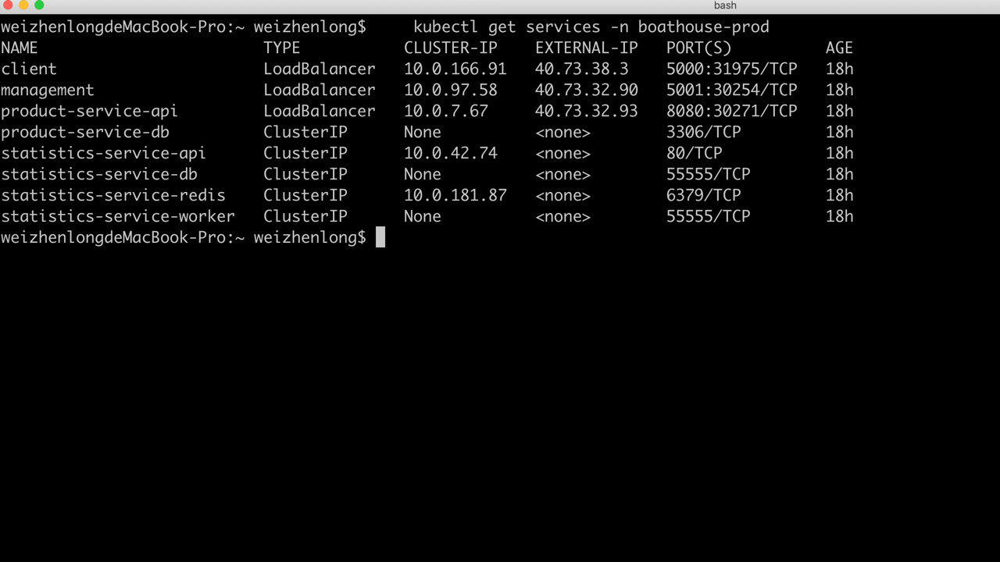 bash
weizhenlongdeMacBook-Pro:~ weizhenlong$     kubectl get services -n boathouse-prod
NAME                        TYPE           CLUSTER-IP    EXTERNAL-IP   PORT(S)          AGE
client                      LoadBalancer   10.0.166.91   40.73.38.3    5000:31975/TCP   18h
management                  LoadBalancer   10.0.97.58    40.73.32.90   5001:30254/TCP   18h
product-service-api         LoadBalancer   10.0.7.67     40.73.32.93   8080:30271/TCP   18h
product-service-db          ClusterIP      None          <none>        3306/TCP         18h
statistics-service-api      ClusterIP      10.0.42.74    <none>        80/TCP           18h
statistics-service-db       ClusterIP      None          <none>        55555/TCP        18h
statistics-service-redis    ClusterIP      10.0.181.87   <none>        6379/TCP         18h
statistics-service-worker   ClusterIP      None          <none>        55555/TCP        18h
weizhenlongdeMacBook-Pro:~ weizhenlong$